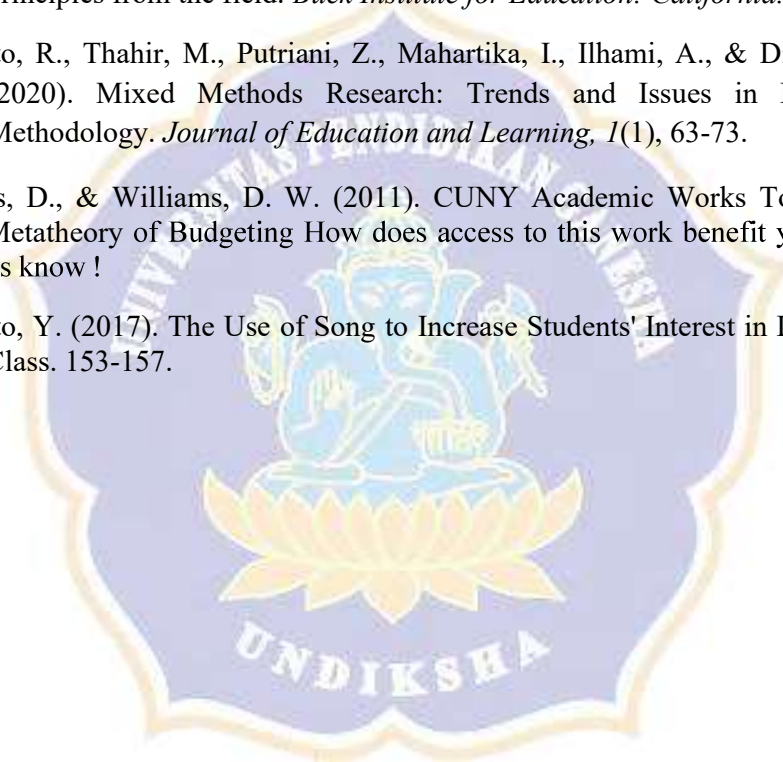 from the field. Buck Institute for Education: California.
R., Thahir, M., Putriani, Z., Mahartika, I., Ilhami, A., & D
2020). Mixed Methods Research: Trends and Issues in
Methodology. Journal of Education and Learning, 1(1), 63-73.
D., & Williams, D. W. (2011). CUNY Academic Works To
Metatheory of Budgeting How does access to this work benefit
know !
Y. (2017). The Use of Song to Increase Students' Interest in
Class. 153-157.
UNIVERSITAS PENDIDIKAN GANESHA
UNDIKSHA